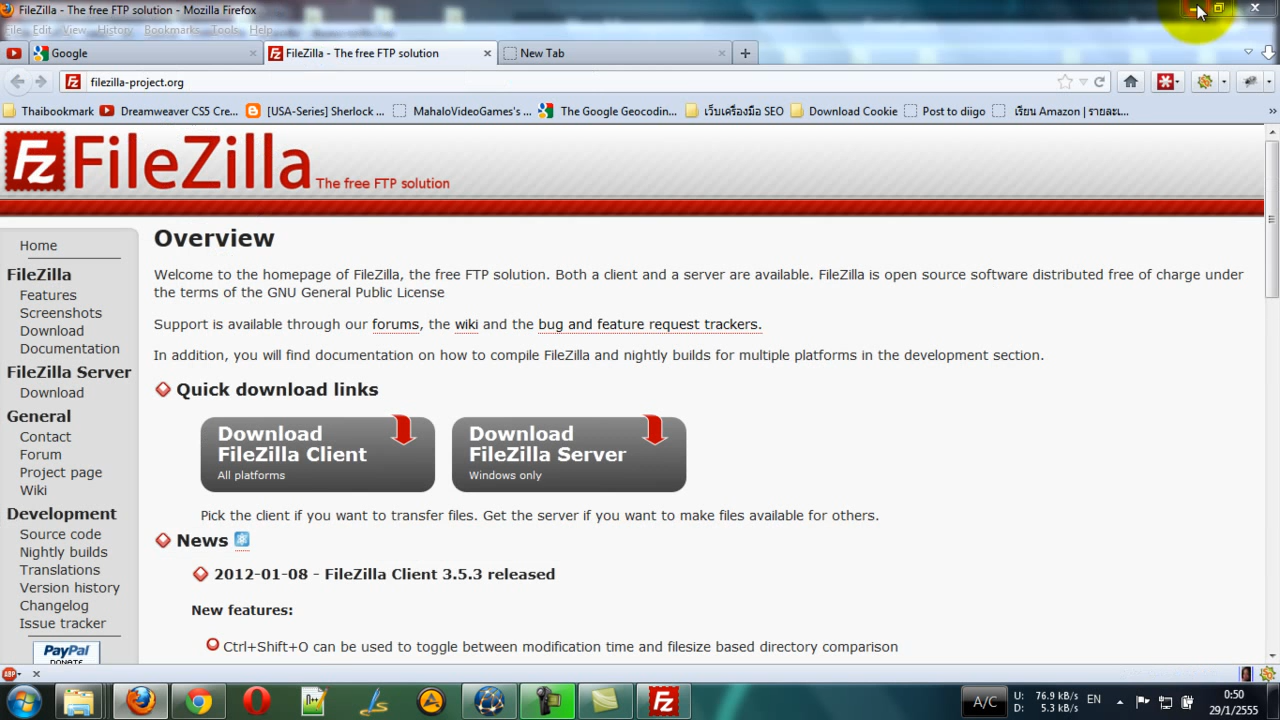 FileZilla - The free FTP solution - Mozilla Firefox
File Edit View History Bookmarks Tools Help
Google
FileZilla - The free FTP solution
New Tab
filezilla-project.org
Thaibookmark
Dreamweaver CS5 Cre...
[USA-Series] Sherlock ...
MahaloVideoGames's ...
The Google Geocodin...
เว็บเครื่องมือ SEO
Download Cookie
Post to diigo
เรียน Amazon | รายละ...
Fz FileZilla The free FTP solution
Home
FileZilla
Features
Screenshots
Download
Documentation
FileZilla Server
Download
General
Contact
Forum
Project page
Wiki
Development
Source code
Nightly builds
Translations
Version history
Changelog
Issue tracker
PayPal
DONATE
Overview
Welcome to the homepage of FileZilla, the free FTP solution. Both a client and a server are available. FileZilla is open source software distributed free of charge under
the terms of the GNU General Public License
Support is available through our forums, the wiki and the bug and feature request trackers.
In addition, you will find documentation on how to compile FileZilla and nightly builds for multiple platforms in the development section.
Quick download links
Download
FileZilla Client
All platforms
Download
FileZilla Server
Windows only
Pick the client if you want to transfer files. Get the server if you want to make files available for others.
News
2012-01-08 - FileZilla Client 3.5.3 released
New features:
Ctrl+Shift+O can be used to toggle between modification time and filesize based directory comparison
ABP
Fz
A/C
U: 76.9 kB/s
D: 5.3 kB/s
EN
0:50
29/1/2555